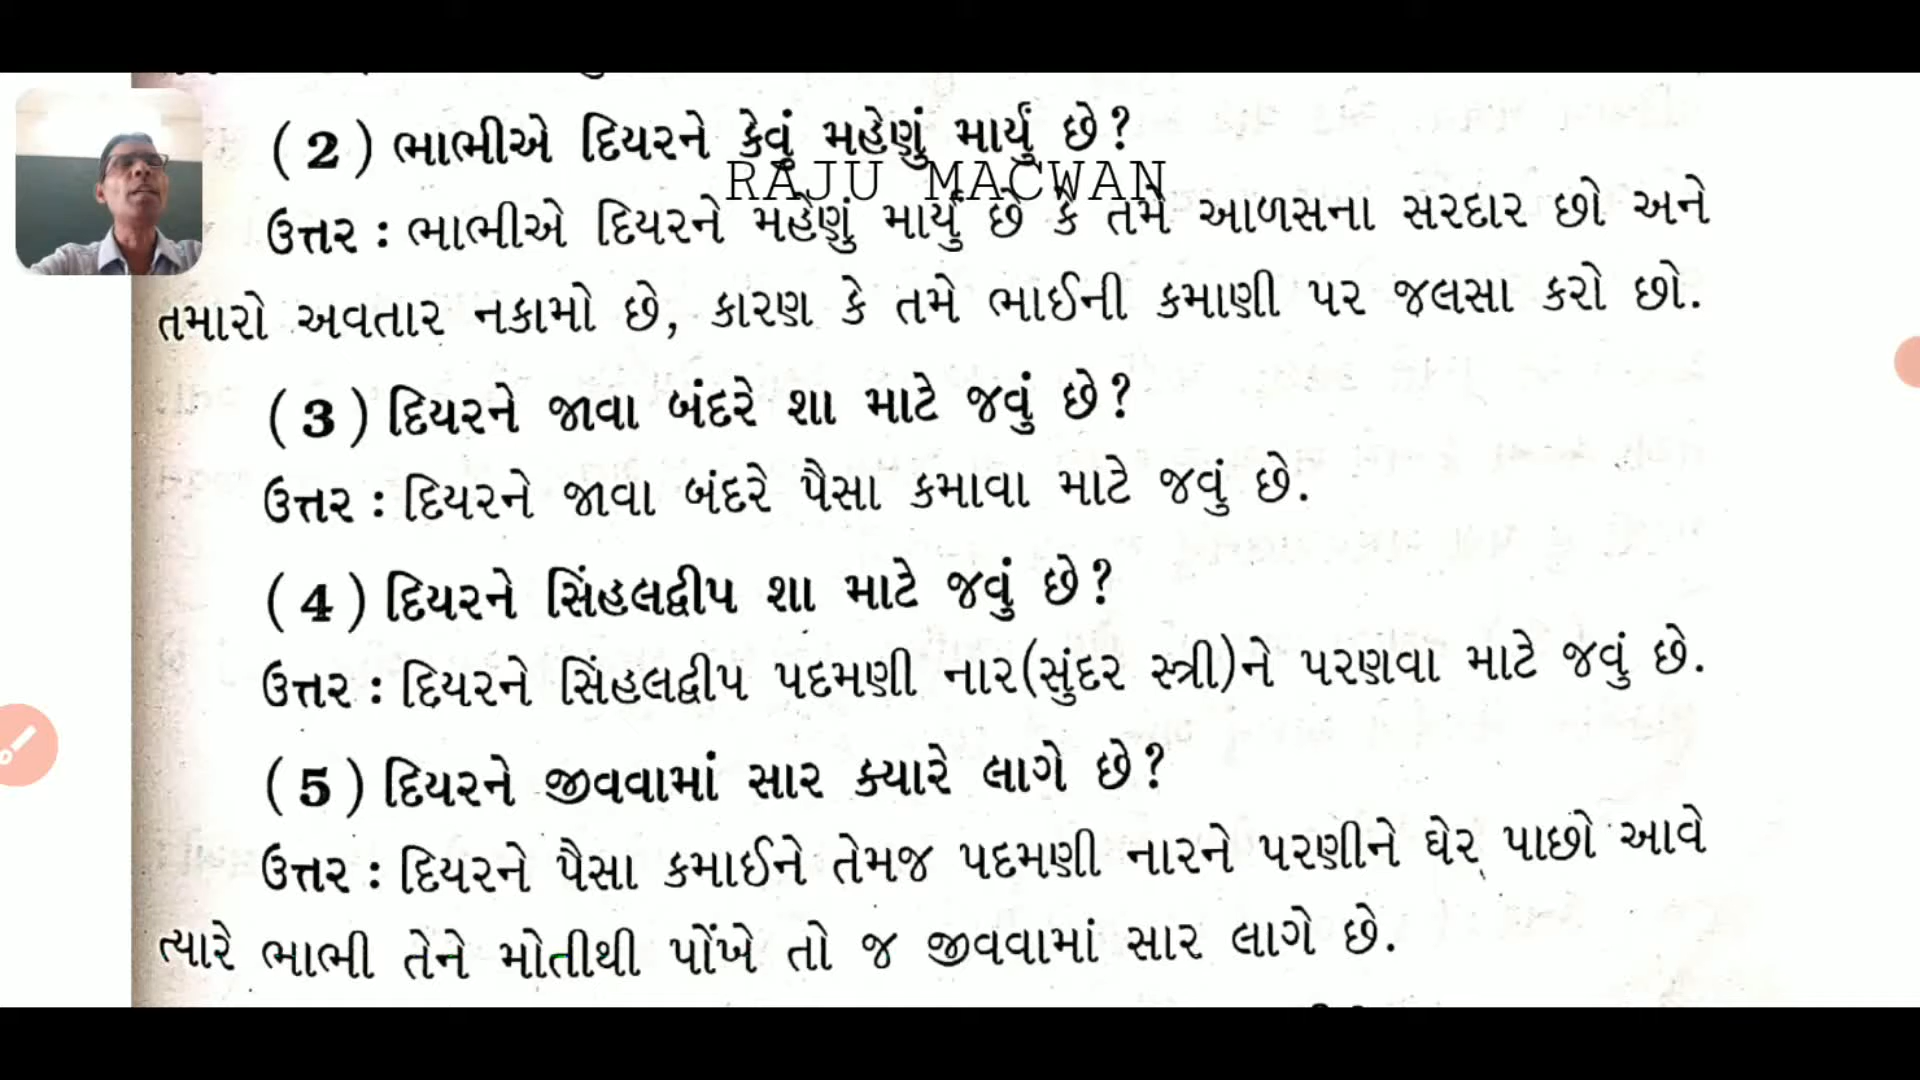 (2) ભાભીએ દિયરને કેવું મહેણું માર્યું છે?
RAJU MACWAN
ઉત્તર : ભાભીએ દિયરને મહેણું માર્યું છે કે તમે આળસના સરદાર છો અને
તમારો અવતાર નકામો છે, કારણ કે તમે ભાઈની કમાણી પર જલસા કરો છો.
(3) દિયરને જાવા બંદરે શા માટે જવું છે?
ઉત્તર : દિયરને જાવા બંદરે પૈસા કમાવા માટે જવું છે.
(4) દિયરને સિંહલદ્વીપ શા માટે જવું છે?
ઉત્તર : દિયરને સિંહલદ્વીપ પદમણી નાર(સુંદર સ્ત્રી)ને પરણવા માટે જવું છે.
(5) દિયરને જીવવામાં સાર ક્યારે લાગે છે?
ઉત્તર : દિયરને પૈસા કમાઈને તેમજ પદમણી નારને પરણીને ઘેર પાછો આવે
ત્યારે ભાભી તેને મોતીથી પોંખે તો જ જીવવામાં સાર લાગે છે.